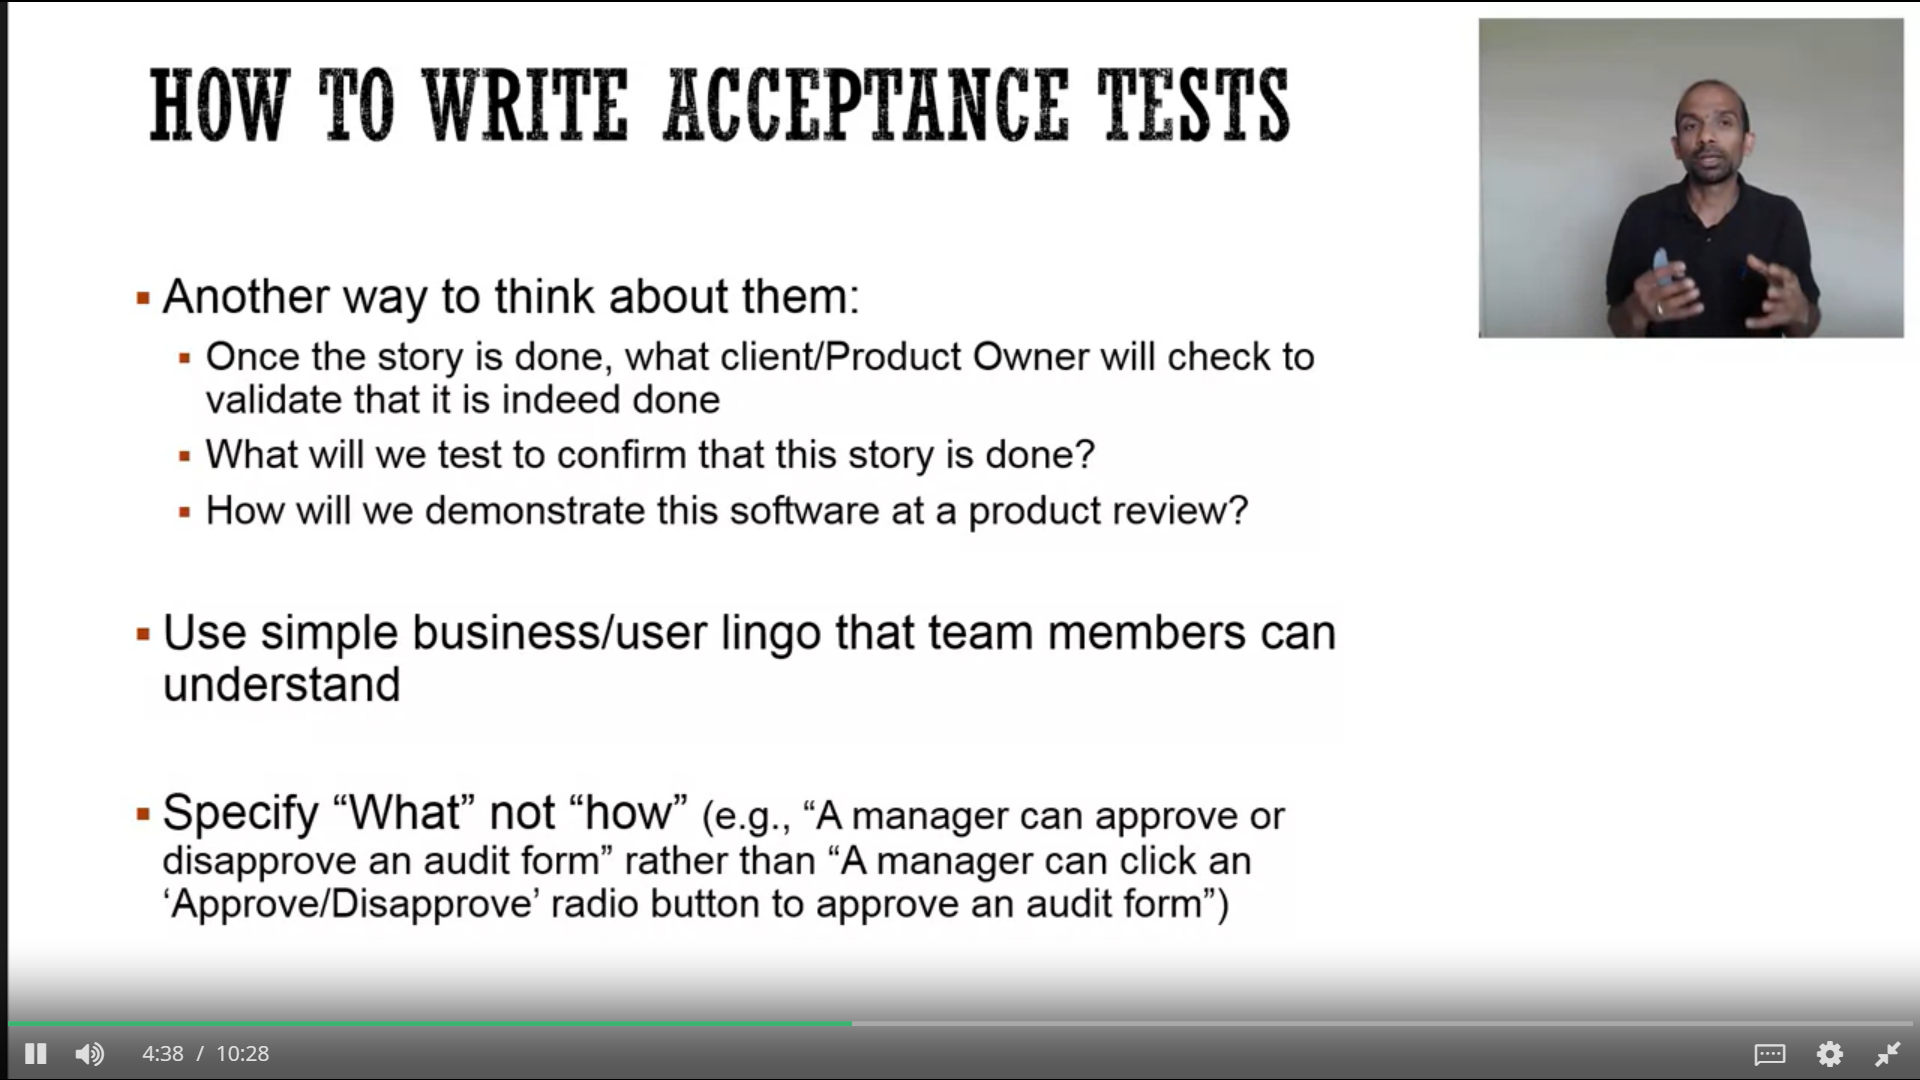 HOW TO WRITE ACCEPTANCE TESTS
▪ Another way to think about them:
▪ Once the story is done, what client/Product Owner will check to
validate that it is indeed done
▪ What will we test to confirm that this story is done?
▪ How will we demonstrate this software at a product review?
▪ Use simple business/user lingo that team members can
understand
▪ Specify “What” not “how” (e.g., “A manager can approve or
disapprove an audit form” rather than “A manager can click an
‘Approve/Disapprove’ radio button to approve an audit form”)
4:38 / 10:28